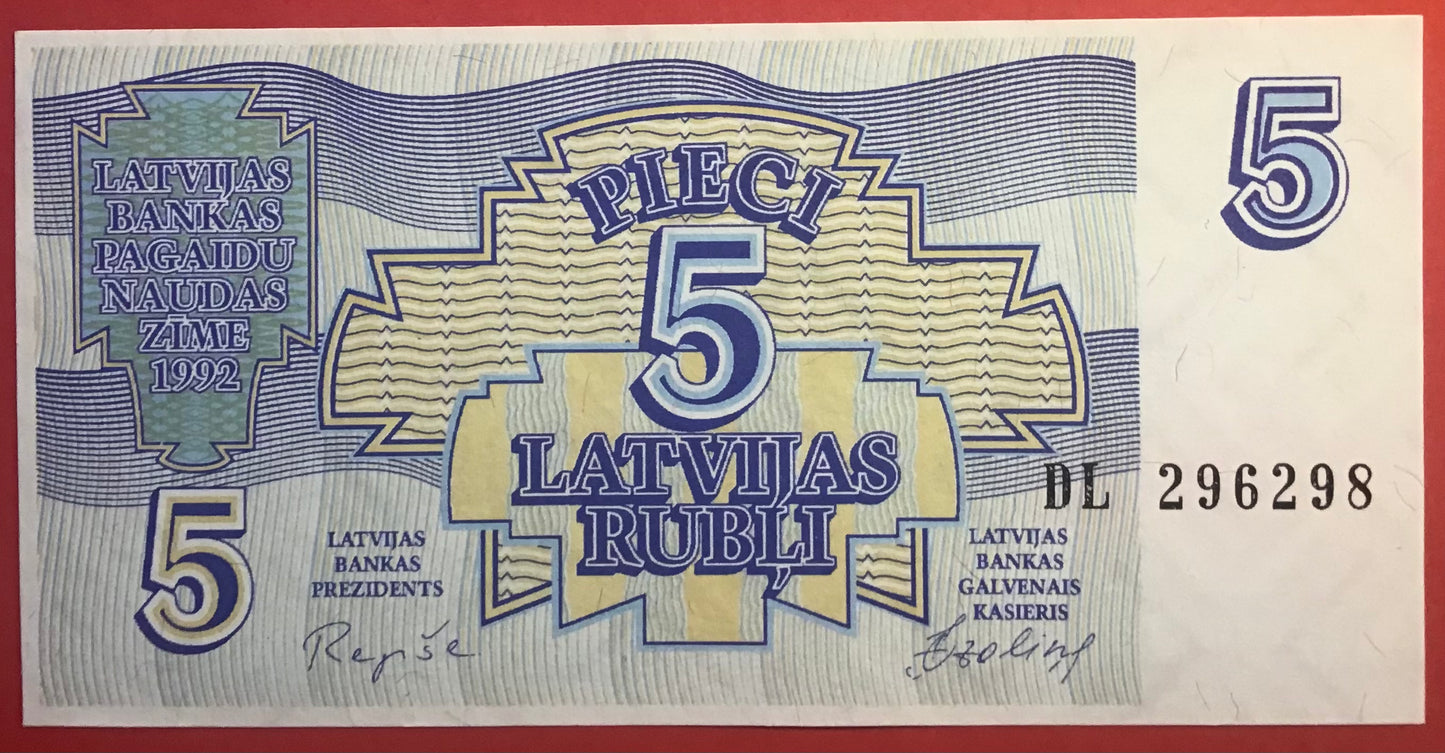 LATVIJAS
BANKAS
PAGAIDU
NAUDAS
ZĪME
1992
PIECI
5
5
LATVIJAS
RUBĻI
DL 296298
5
LATVIJAS
BANKAS
PREZIDENTS
Repše
LATVIJAS
BANKAS
GALVENAIS
KASIERIS